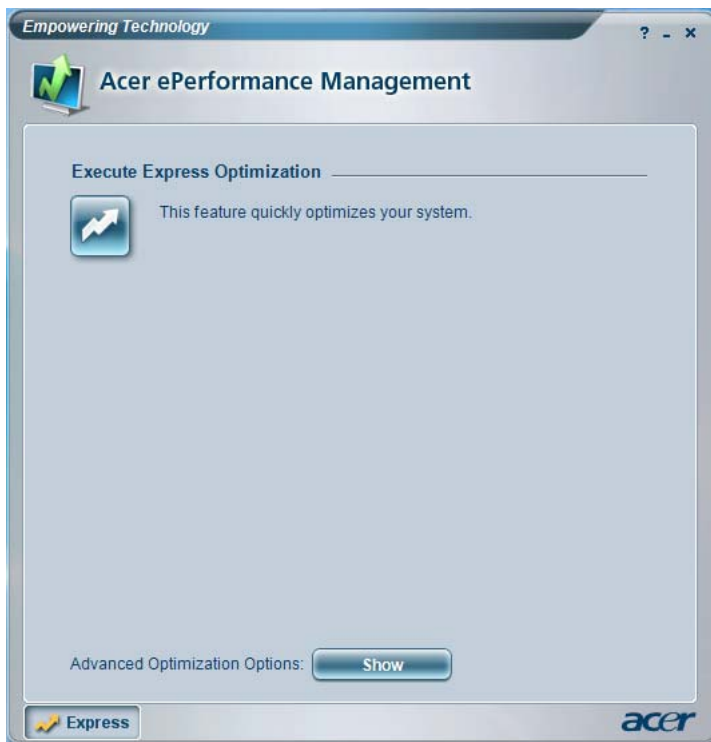 Empowering Technology
? - x
Acer ePerformance Management
Execute Express Optimization
This feature quickly optimizes your system.
Advanced Optimization Options: Show
Express
acer